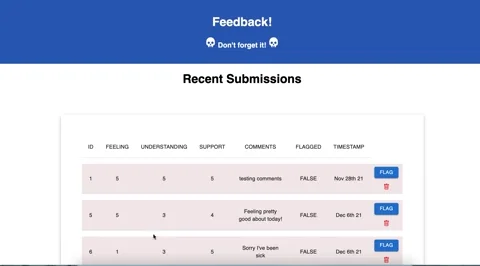 Feedback!
💀 Don't forget it! 💀
Recent Submissions
ID FEELING UNDERSTANDING SUPPORT COMMENTS FLAGGED TIMESTAMP
1 5 5 5 testing comments FALSE Nov 28th 21 FLAG
5 5 3 4 Feeling pretty good about today! FALSE Dec 6th 21 FLAG
6 1 3 5 Sorry I've been sick FALSE Dec 6th 21 FLAG